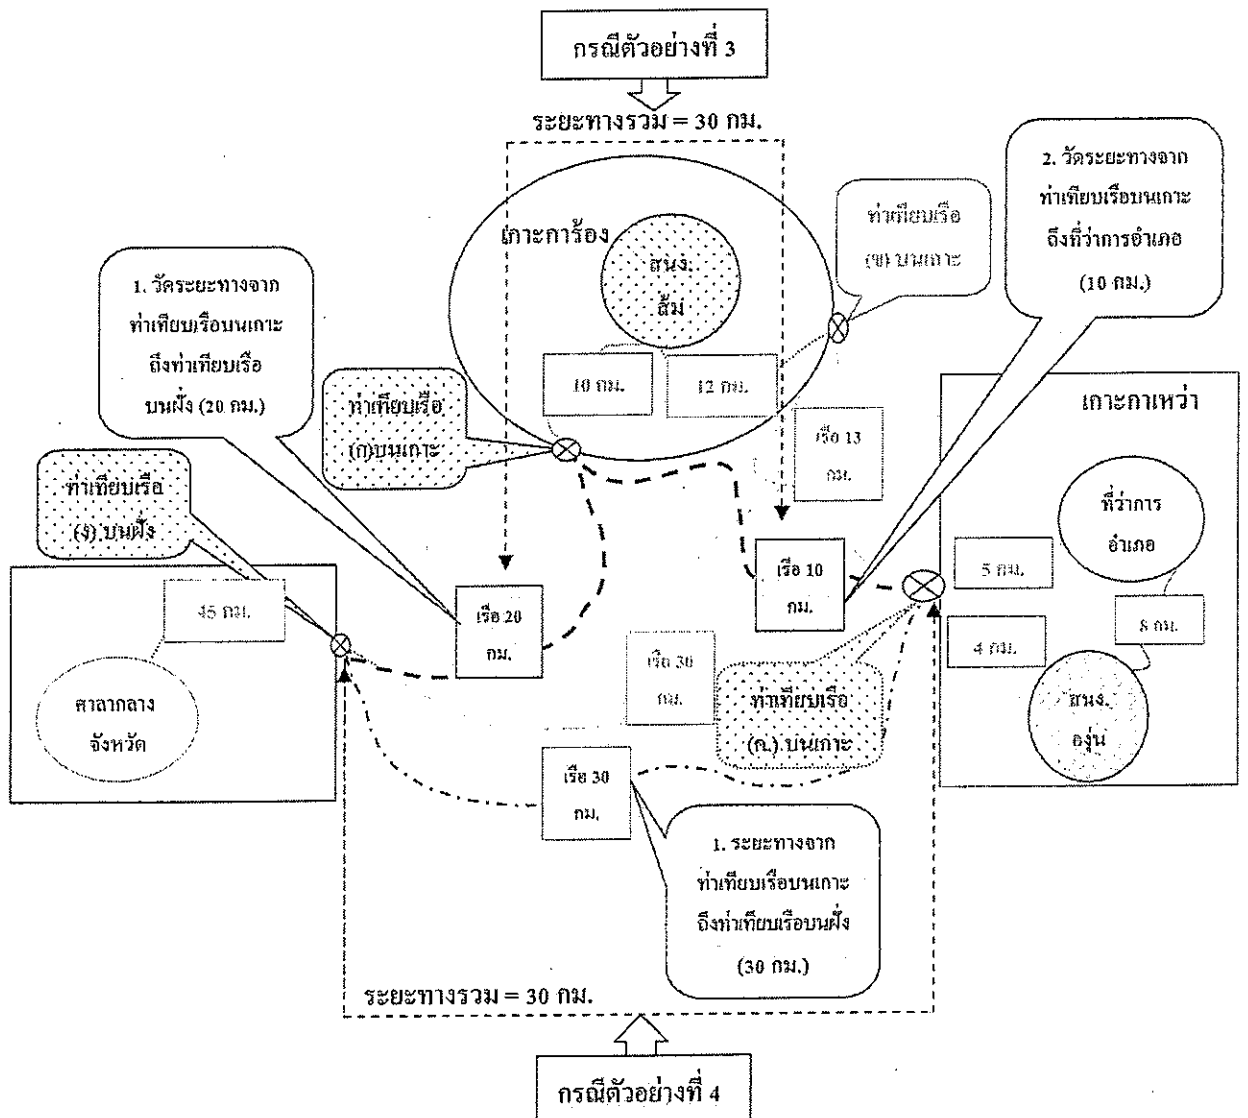 กรณีตัวอย่างที่ 3
ระยะทางรวม = 30 กม.
2. วัดระยะทางจาก
ท่าเทียบเรือบนเกาะ
ถึงที่ว่าการอำเภอ
(10 กม.)
ท่าเทียบเรือ
(ข) บนเกาะ
เกาะการ้อง
สนง.
ส้ม
1. วัดระยะทางจาก
ท่าเทียบเรือบนเกาะ
ถึงท่าเทียบเรือ
บนฝั่ง (20 กม.)
10 กม.
12 กม.
ท่าเทียบเรือ
(ก)บนเกาะ
เรือ 13
กม.
เกาะกาเหว่า
ท่าเทียบเรือ
(ง) บนฝั่ง
ที่ว่าการ
อำเภอ
45 กม.
เรือ 20
กม.
เรือ 10
กม.
5 กม.
8 กม.
4 กม.
เรือ 30
กม.
ท่าเทียบเรือ
(ค.) บนเกาะ
ศาลากลาง
จังหวัด
สนง.
องุ่น
เรือ 30
กม.
1. ระยะทางจาก
ท่าเทียบเรือบนเกาะ
ถึงท่าเทียบเรือบนฝั่ง
(30 กม.)
ระยะทางรวม = 30 กม.
กรณีตัวอย่างที่ 4